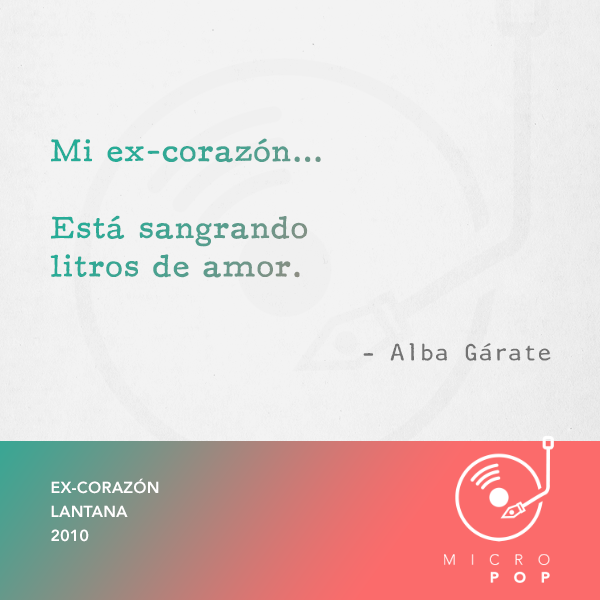 Mi ex-corazón...
Está sangrando
litros de amor.
– Alba Gárate
EX-CORAZÓN
LANTANA
2010
MICRO
POP